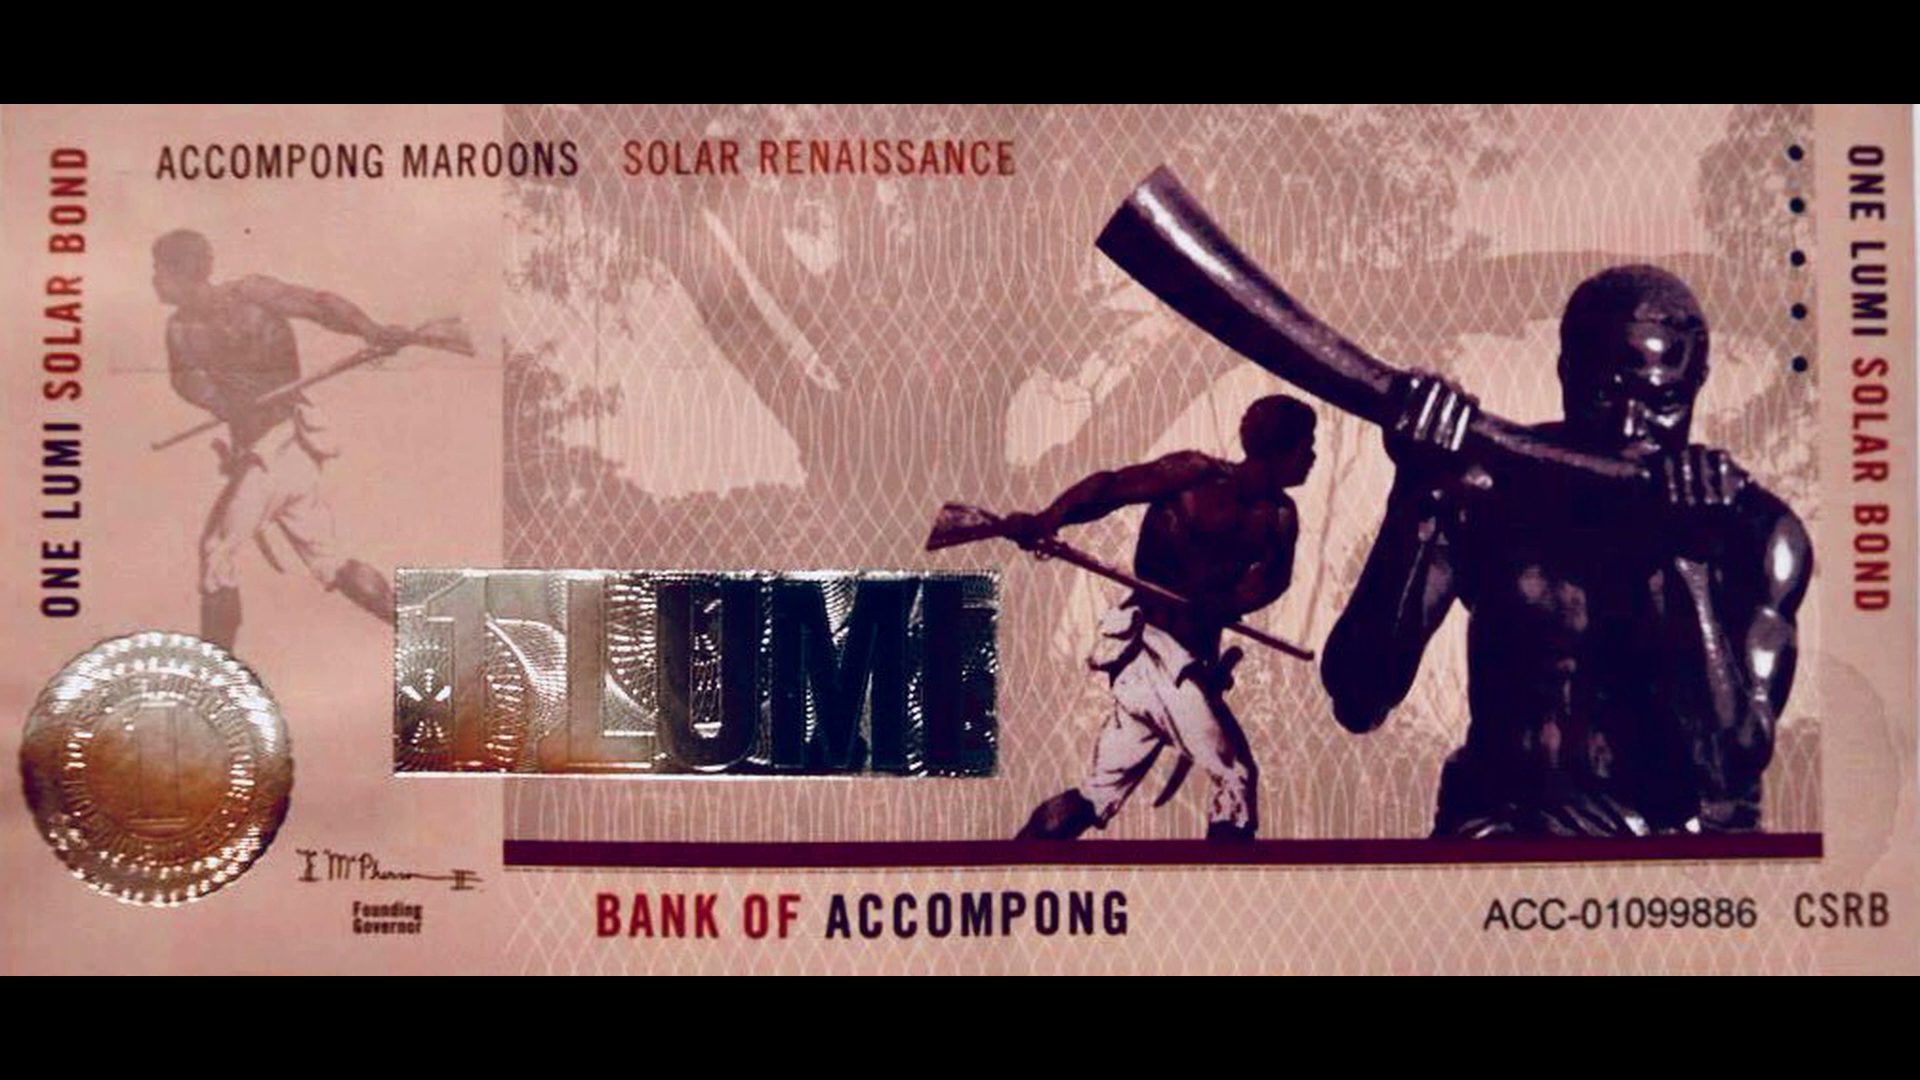 ACCOMPONG MAROONS SOLAR RENAISSANCE
ONE LUMI SOLAR BOND
ONE LUMI SOLAR BOND
1 LUMI
Founding
Governor
BANK OF ACCOMPONG
ACC-01099886 CSRB